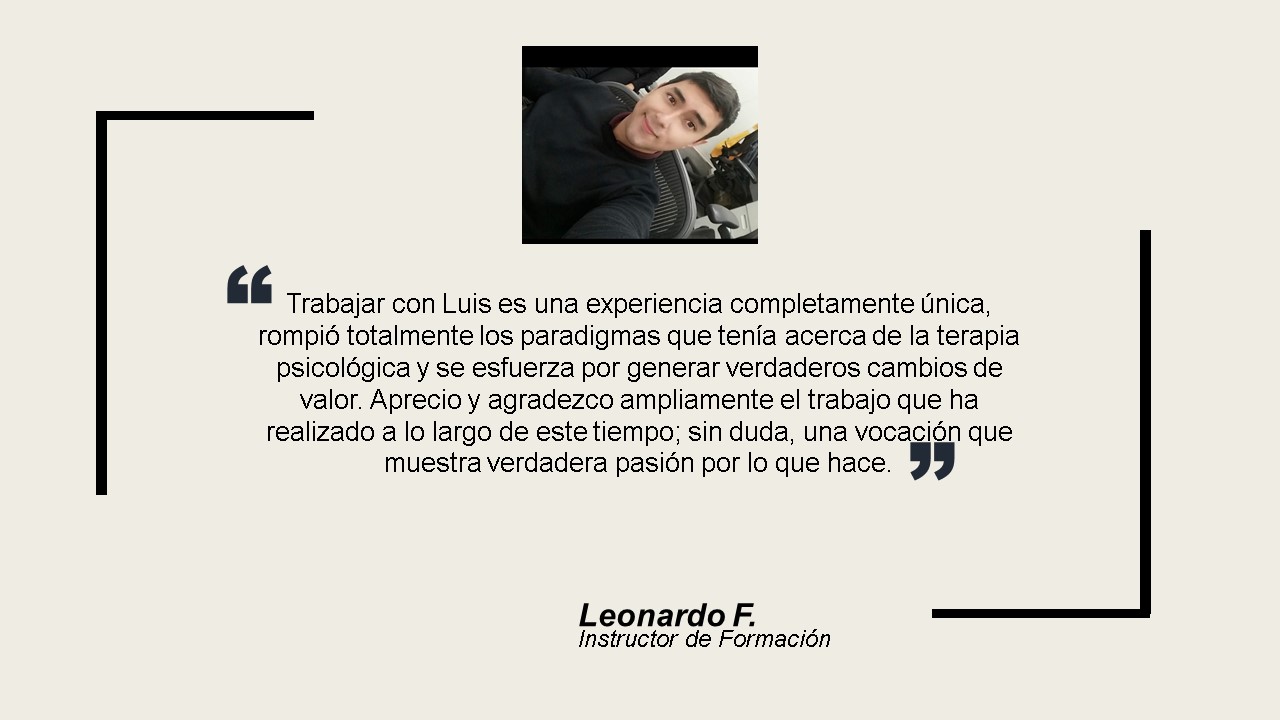 “ Trabajar con Luis es una experiencia completamente única,
rompió totalmente los paradigmas que tenía acerca de la terapia
psicológica y se esfuerza por generar verdaderos cambios de
valor. Aprecio y agradezco ampliamente el trabajo que ha
realizado a lo largo de este tiempo; sin duda, una vocación que
muestra verdadera pasión por lo que hace. ”
Leonardo F.
Instructor de Formación